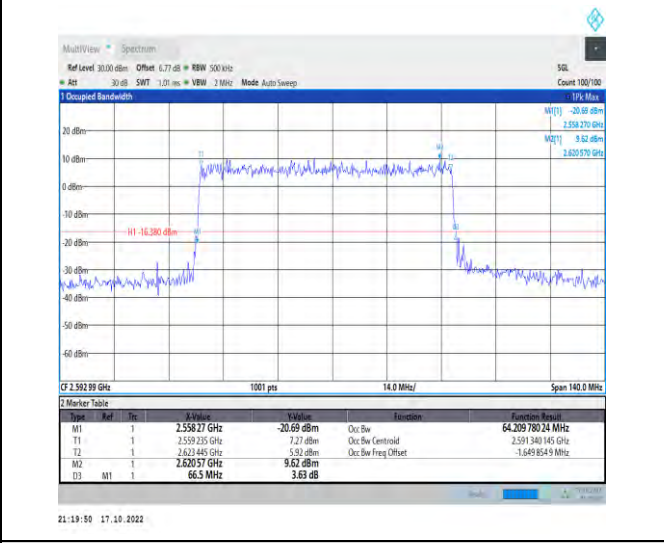 MultiView Spectrum
Ref Level 30.00 dBm Offset 6.77 dB RBW 500 kHz SGL
Att 30 dB SWT 1.01 ms VBW 2 MHz Mode Auto Sweep Count 100/100
1 Occupied Bandwidth 1Pk Max
M1[1] -20.69 dBm
2.558 270 GHz
M2[1] 9.62 dBm
2.620 570 GHz
20 dBm
10 dBm
0 dBm
-10 dBm
H1 -16.380 dBm
-20 dBm
-30 dBm
-40 dBm
-50 dBm
-60 dBm
CF 2.592 99 GHz 1001 pts 14.0 MHz/ Span 140.0 MHz
2 Marker Table
Type Ref Trc X-Value Y-Value Function Function Result
M1 1 2.558 27 GHz -20.69 dBm Occ Bw 64.209 780 24 MHz
T1 1 2.559 235 GHz 7.27 dBm Occ Bw Centroid 2.591 340 145 GHz
T2 1 2.623 445 GHz 5.92 dBm Occ Bw Freq Offset -1.649 854 9 MHz
M2 1 2.620 57 GHz 9.62 dBm
D3 M1 1 66.5 MHz 3.63 dB
21:19:50 17.10.2022